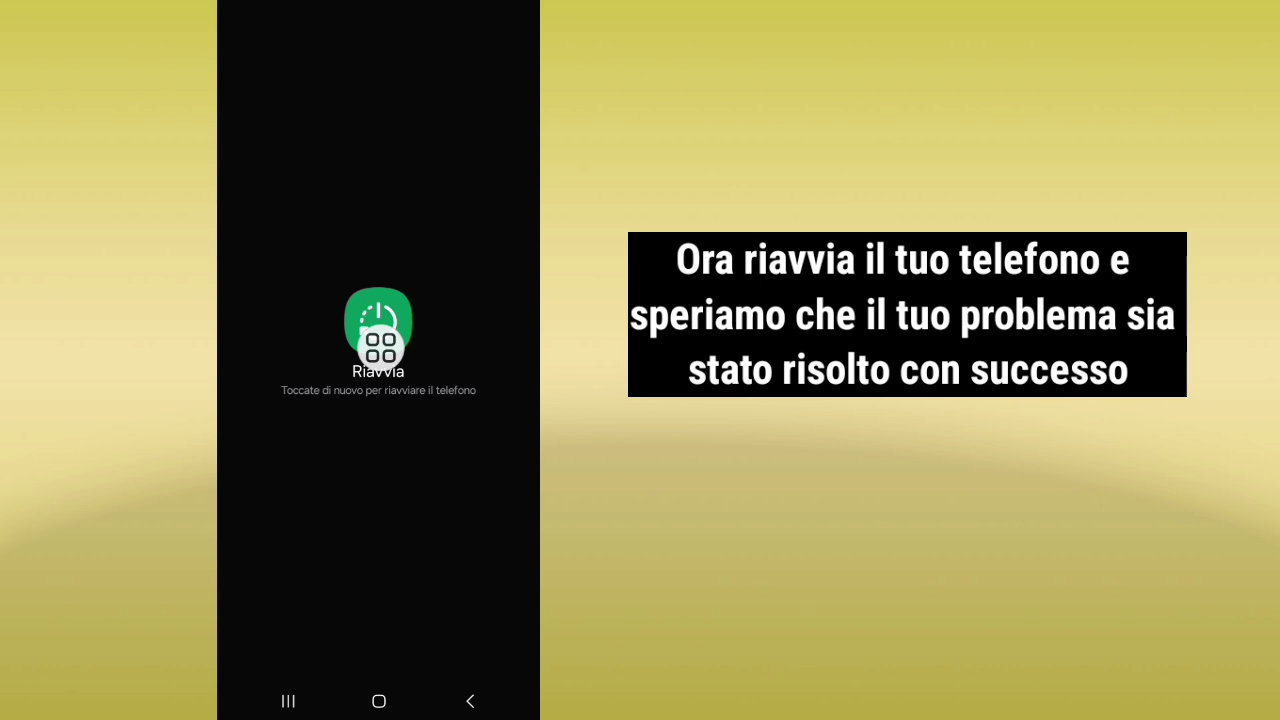 Riavvia
Toccate di nuovo per riavviare il telefono
Ora riavvia il tuo telefono e
speriamo che il tuo problema sia
stato risolto con successo